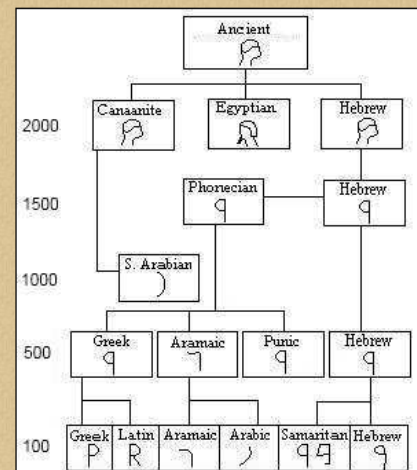 Ancient
2000
Canaanite
Egyptian
Hebrew
1500
Phonecian
Hebrew
1000
S. Arabian
500
Greek
Aramaic
Punic
Hebrew
100
Greek
Latin
Aramaic
Arabic
Samaritan
Hebrew
P
R